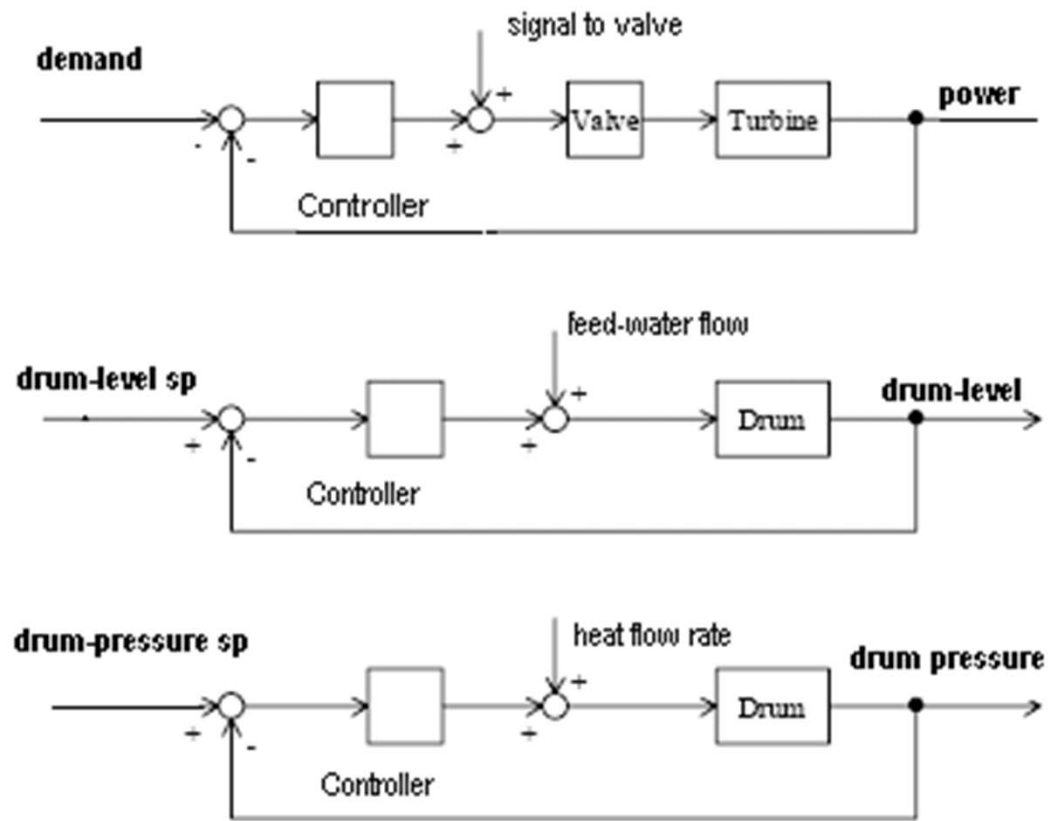 signal to valve
demand
power
+
Valve
Turbine
-
-
+
Controller
feed-water flow
drum-level sp
drum-level
+
Drum
+
-
+
Controller
heat flow rate
drum-pressure sp
drum pressure
+
Drum
+
-
+
Controller